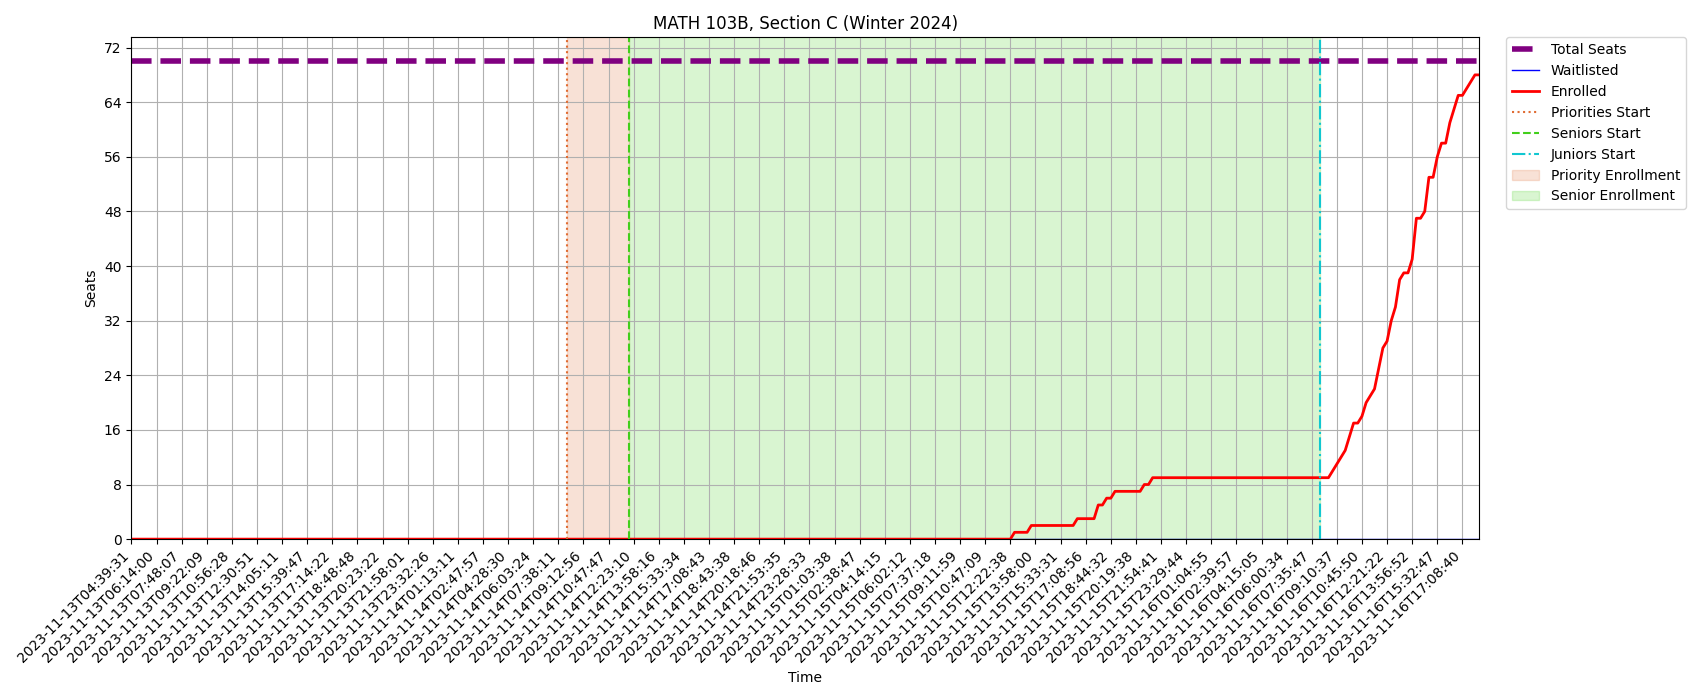 MATH 103B, Section C (Winter 2024)
72
64
56
48
40
32
24
16
8
0
Seats
2023-11-13T04:39:31
2023-11-13T06:14:00
2023-11-13T07:48:07
2023-11-13T09:22:09
2023-11-13T10:56:28
2023-11-13T12:30:51
2023-11-13T14:05:11
2023-11-13T15:39:47
2023-11-13T17:14:22
2023-11-13T18:48:48
2023-11-13T20:23:22
2023-11-13T21:58:01
2023-11-13T23:32:26
2023-11-14T01:13:11
2023-11-14T02:47:57
2023-11-14T04:28:30
2023-11-14T06:03:24
2023-11-14T07:38:11
2023-11-14T09:12:56
2023-11-14T10:47:47
2023-11-14T12:23:10
2023-11-14T13:58:16
2023-11-14T15:33:34
2023-11-14T17:08:43
2023-11-14T18:43:38
2023-11-14T20:18:46
2023-11-14T21:53:35
2023-11-14T23:28:33
2023-11-15T01:03:38
2023-11-15T02:38:47
2023-11-15T04:14:15
2023-11-15T06:02:12
2023-11-15T07:37:18
2023-11-15T09:11:59
2023-11-15T10:47:09
2023-11-15T12:22:38
2023-11-15T13:58:00
2023-11-15T15:33:31
2023-11-15T17:08:56
2023-11-15T18:44:32
2023-11-15T20:19:38
2023-11-15T21:54:41
2023-11-15T23:29:44
2023-11-16T01:04:55
2023-11-16T02:39:57
2023-11-16T04:15:05
2023-11-16T06:00:34
2023-11-16T07:35:47
2023-11-16T09:10:37
2023-11-16T10:45:50
2023-11-16T12:21:22
2023-11-16T13:56:52
2023-11-16T15:32:47
2023-11-16T17:08:40
Time
Total Seats
Waitlisted
Enrolled
Priorities Start
Seniors Start
Juniors Start
Priority Enrollment
Senior Enrollment